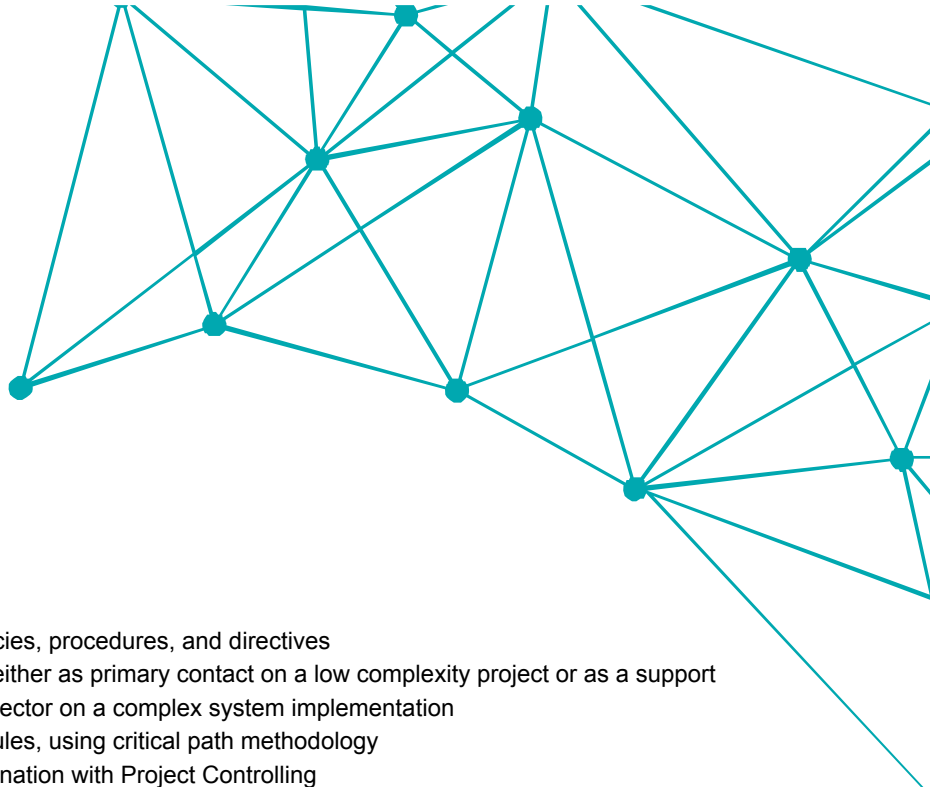 cies, procedures, and directives
either as primary contact on a low complexity project or as a support
ector on a complex system implementation
ules, using critical path methodology
nation with Project Controlling